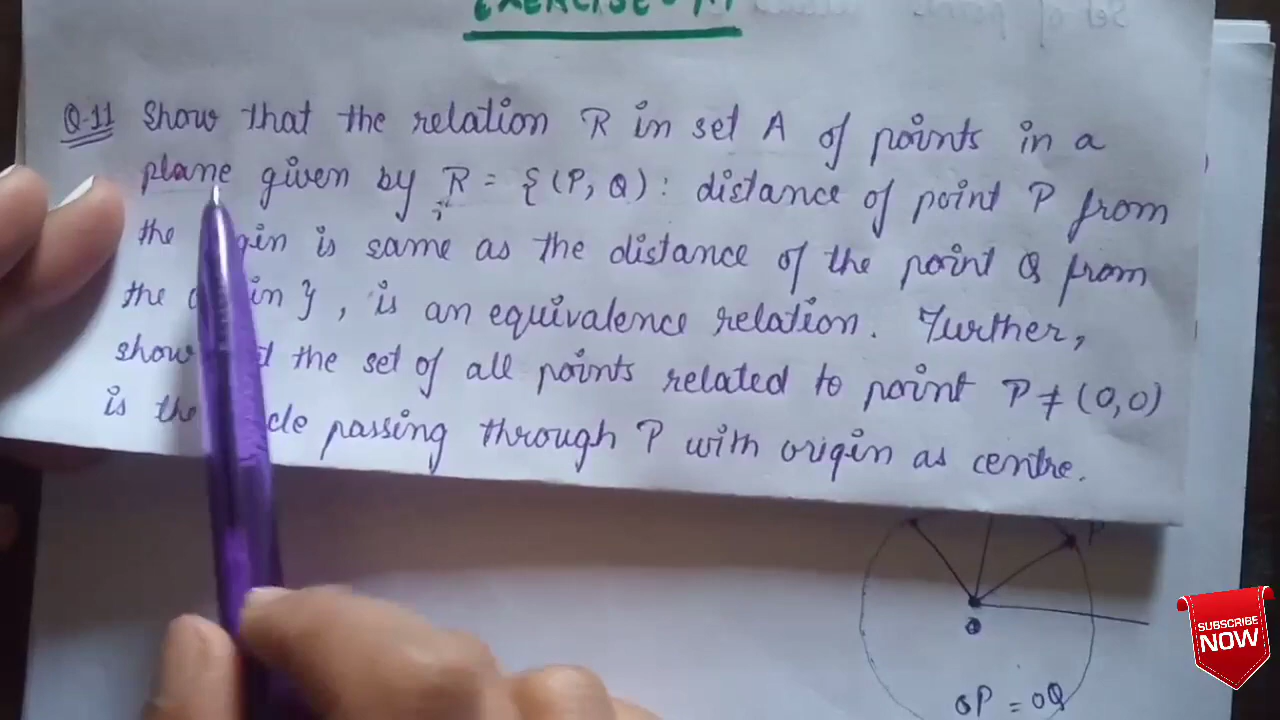 Q-11 Show that the relation R in set A of points in a
plane given by R = {(P, Q) : distance of point P from
the is same as the distance of the point Q from
the }, is an equivalence relation. Further,
show the set of all points related to point P ≠ (0,0)
is the passing through P with origin as centre.
P
OP = OQ
SUBSCRIBE
NOW